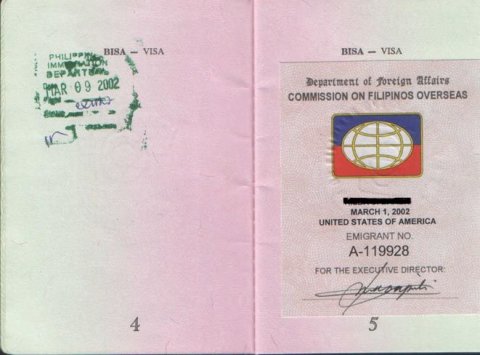 BISA – VISA
PHILIPPINE
IMMIGRATION
DEPARTURE
MAR 09 2002
4
BISA – VISA
Department of Foreign Affairs
COMMISSION ON FILIPINOS OVERSEAS
MARCH 1, 2002
UNITED STATES OF AMERICA
EMIGRANT NO.
A-119928
FOR THE EXECUTIVE DIRECTOR:
5